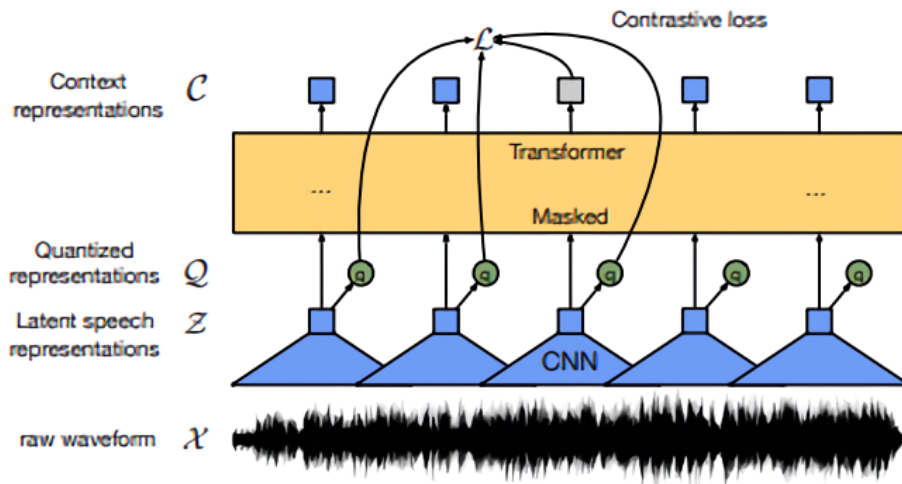 Contrastive loss
ℒ
Context
representations 𝒞
Transformer
... ...
Masked
Quantized
representations 𝒬
q q q q q
Latent speech
representations 𝒵
CNN
raw waveform 𝒳